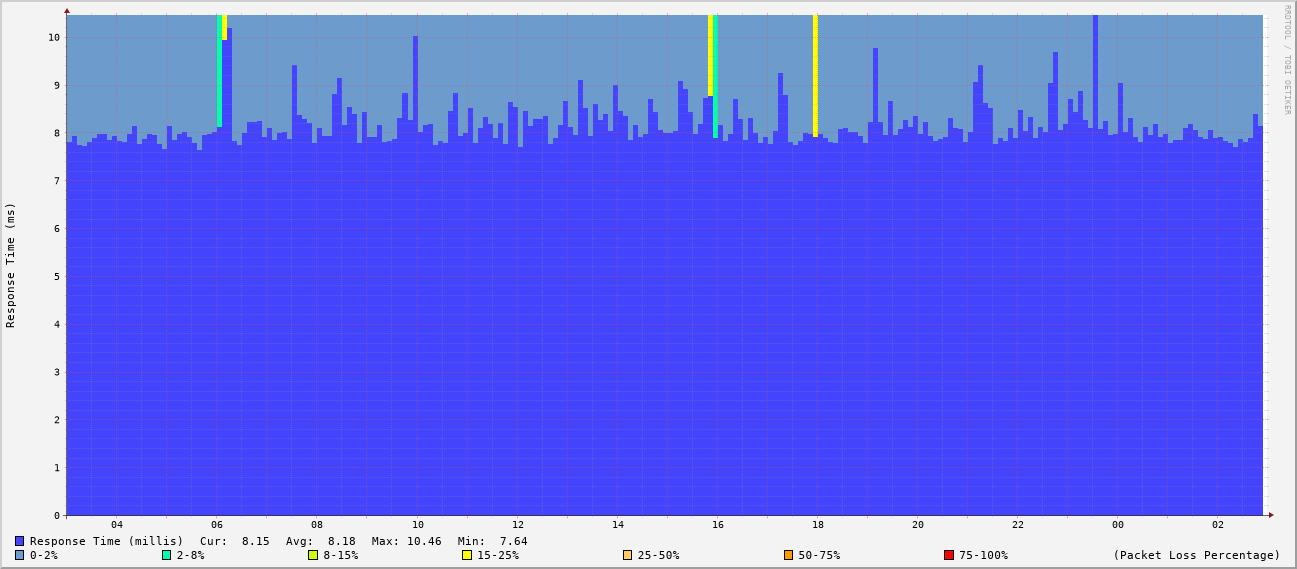 RRDTOOL / TOBI OETIKER
Response Time (ms)
10
9
8
7
6
5
4
3
2
1
0
04 06 08 10 12 14 16 18 20 22 00 02
Response Time (millis) Cur: 8.15 Avg: 8.18 Max: 10.46 Min: 7.64
0-2% 2-8% 8-15% 15-25% 25-50% 50-75% 75-100% (Packet Loss Percentage)